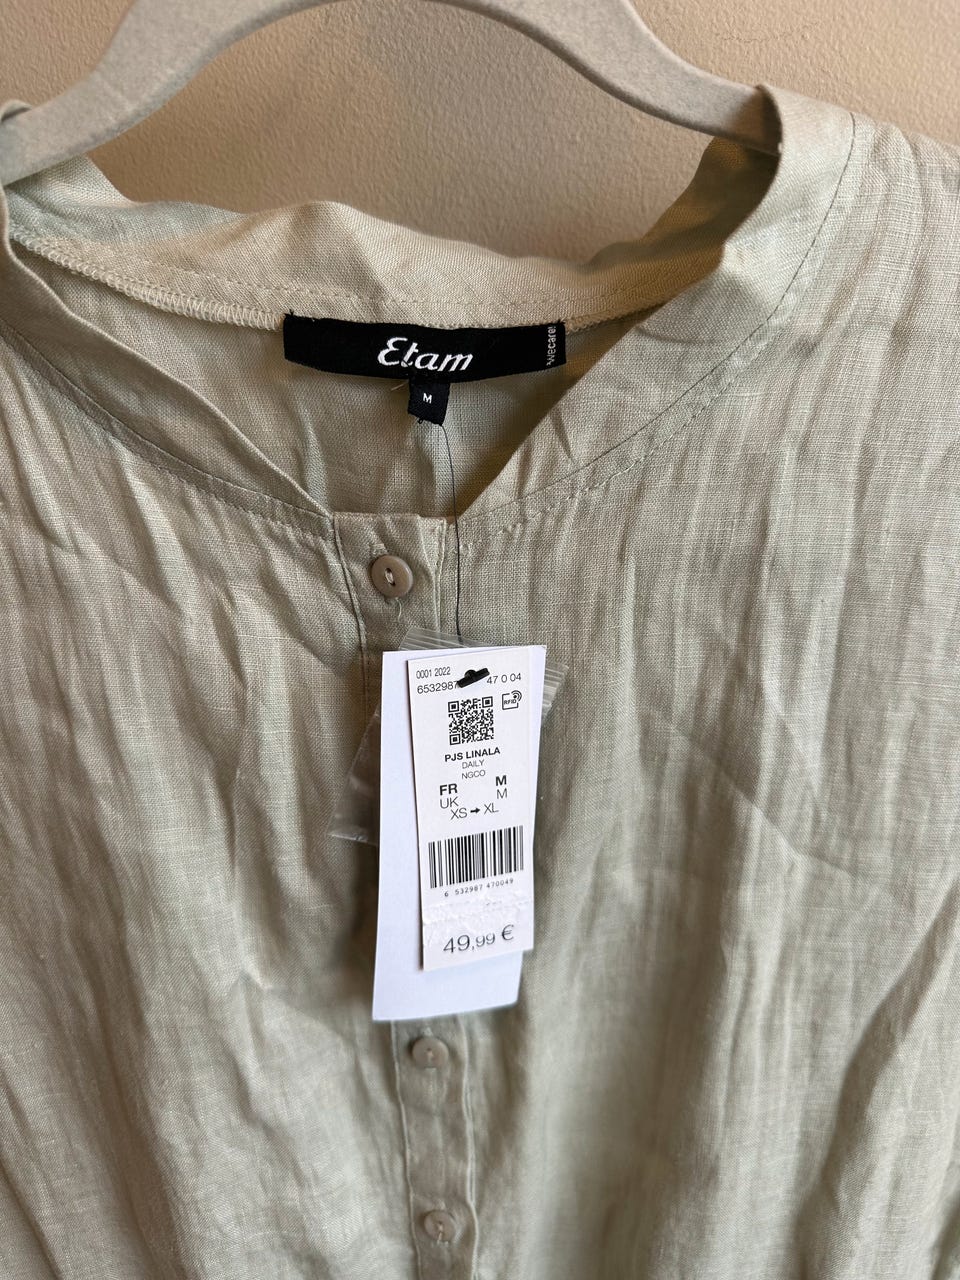 Etam
wecare!
M
0001 2022
6532987 47 0 04
RFID
PJS LINALA
DAILY
NGCO
FR M
UK M
XS → XL
6 532987 470049
49,99 €